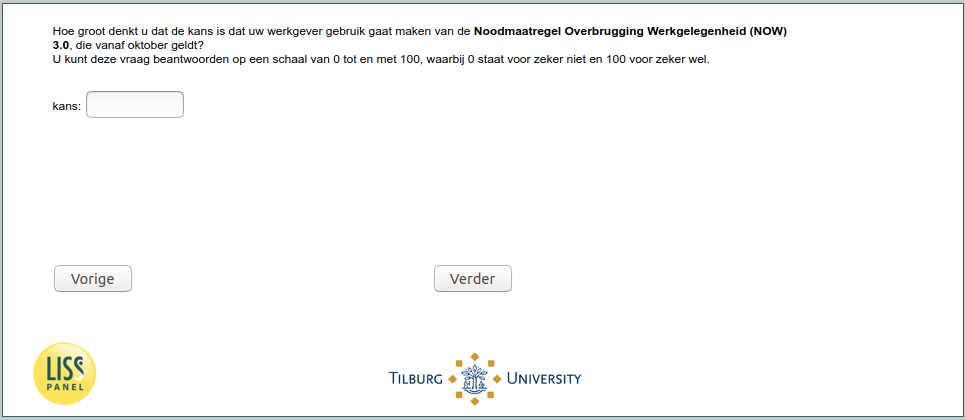 Hoe groot denkt u dat de kans is dat uw werkgever gebruik gaat maken van de Noodmaatregel Overbrugging Werkgelegenheid (NOW)
3.0, die vanaf oktober geldt?
U kunt deze vraag beantwoorden op een schaal van 0 tot en met 100, waarbij 0 staat voor zeker niet en 100 voor zeker wel.
kans:
Vorige
Verder
LISS
PANEL
TILBURG UNIVERSITY